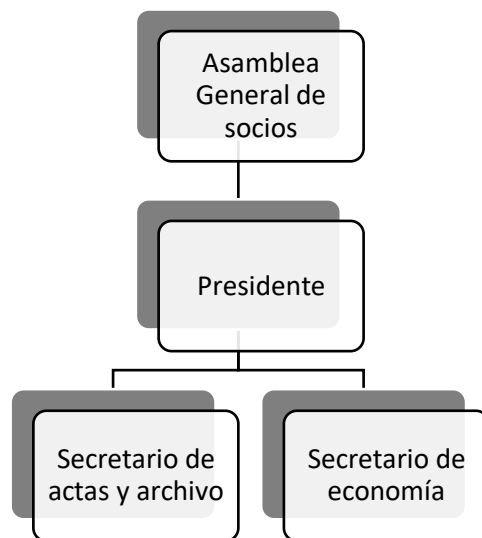 Asamblea
General de
socios
Presidente
Secretario de
actas y archivo
Secretario de
economía